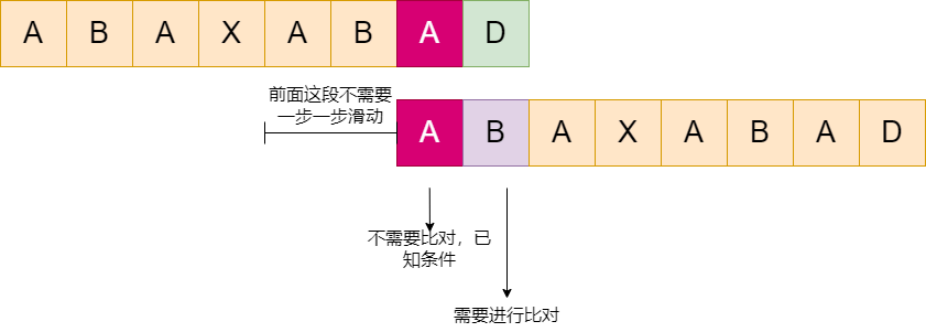 A B A X A B A D
前面这段不需要
一步一步滑动
A B A X A B A D
不需要比对，已
知条件
需要进行比对